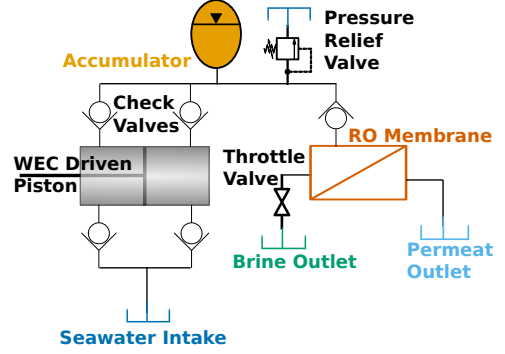 Pressure
Relief
Valve
Accumulator
Check
Valves
RO Membrane
WEC Driven
Piston
Throttle
Valve
Brine Outlet
Permeat
Outlet
Seawater Intake